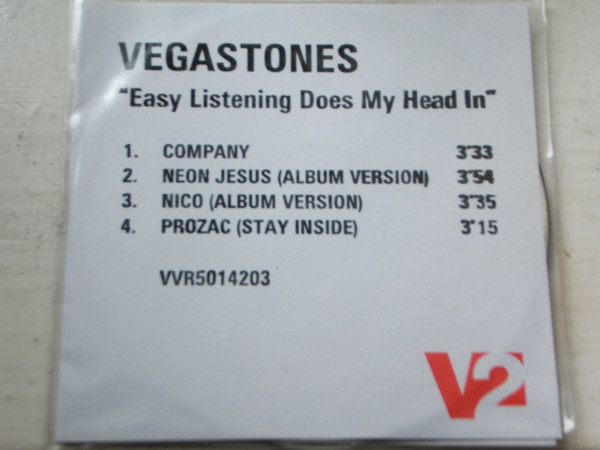 VEGASTONES
"Easy Listening Does My Head In"
1. COMPANY 3"33
2. NEON JESUS (ALBUM VERSION) 3"54
3. NICO (ALBUM VERSION) 3"35
4. PROZAC (STAY INSIDE) 3"15
VVR5014203
V2